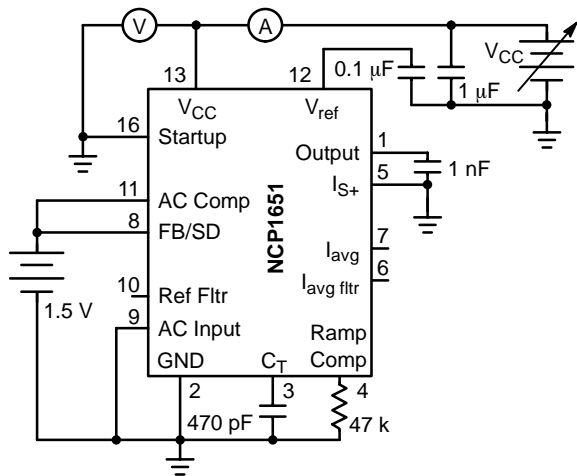 V
A
13
12
0.1 μF
V_CC
1 μF
V_CC
V_ref
16
Startup
Output
1
1 nF
I_S+
5
11
AC Comp
8
FB/SD
NCP1651
I_avg
7
I_avg fltr
6
1.5 V
10
Ref Fltr
9
AC Input
Ramp
Comp
GND
C_T
2
3
4
470 pF
47 k